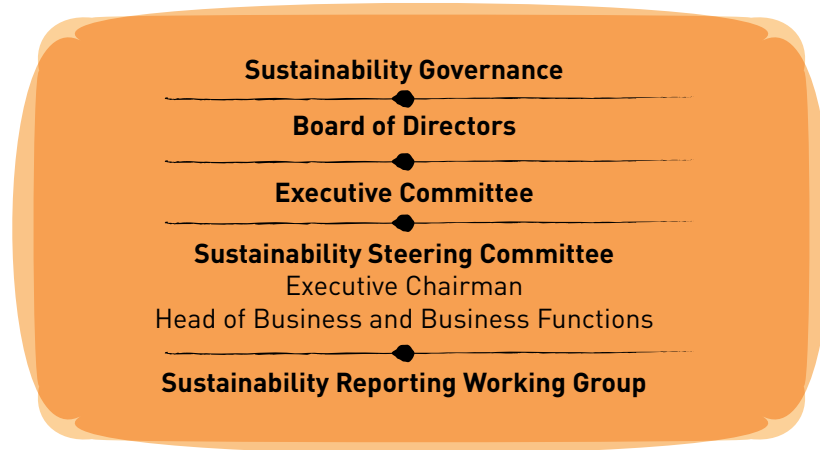 Sustainability Governance
Board of Directors
Executive Committee
Sustainability Steering Committee
Executive Chairman
Head of Business and Business Functions
Sustainability Reporting Working Group